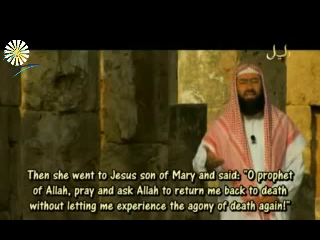 Then she went to Jesus son of Mary and said: "O prophet
of Allah, pray and ask Allah to return me back to death
without letting me experience the agony of death again!"